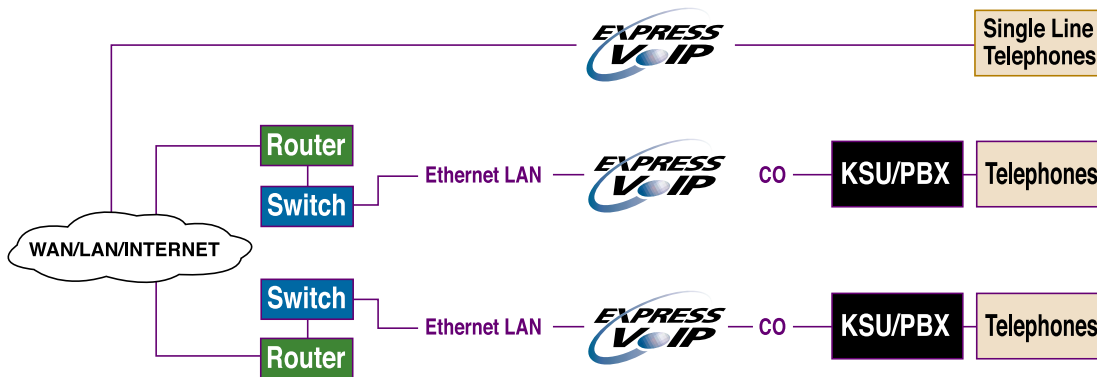 EXPRESS
VOIP
Single Line
Telephones
Router
Switch
Ethernet LAN
EXPRESS
VOIP
CO
KSU/PBX
Telephones
WAN/LAN/INTERNET
Switch
Router
Ethernet LAN
EXPRESS
VOIP
CO
KSU/PBX
Telephones